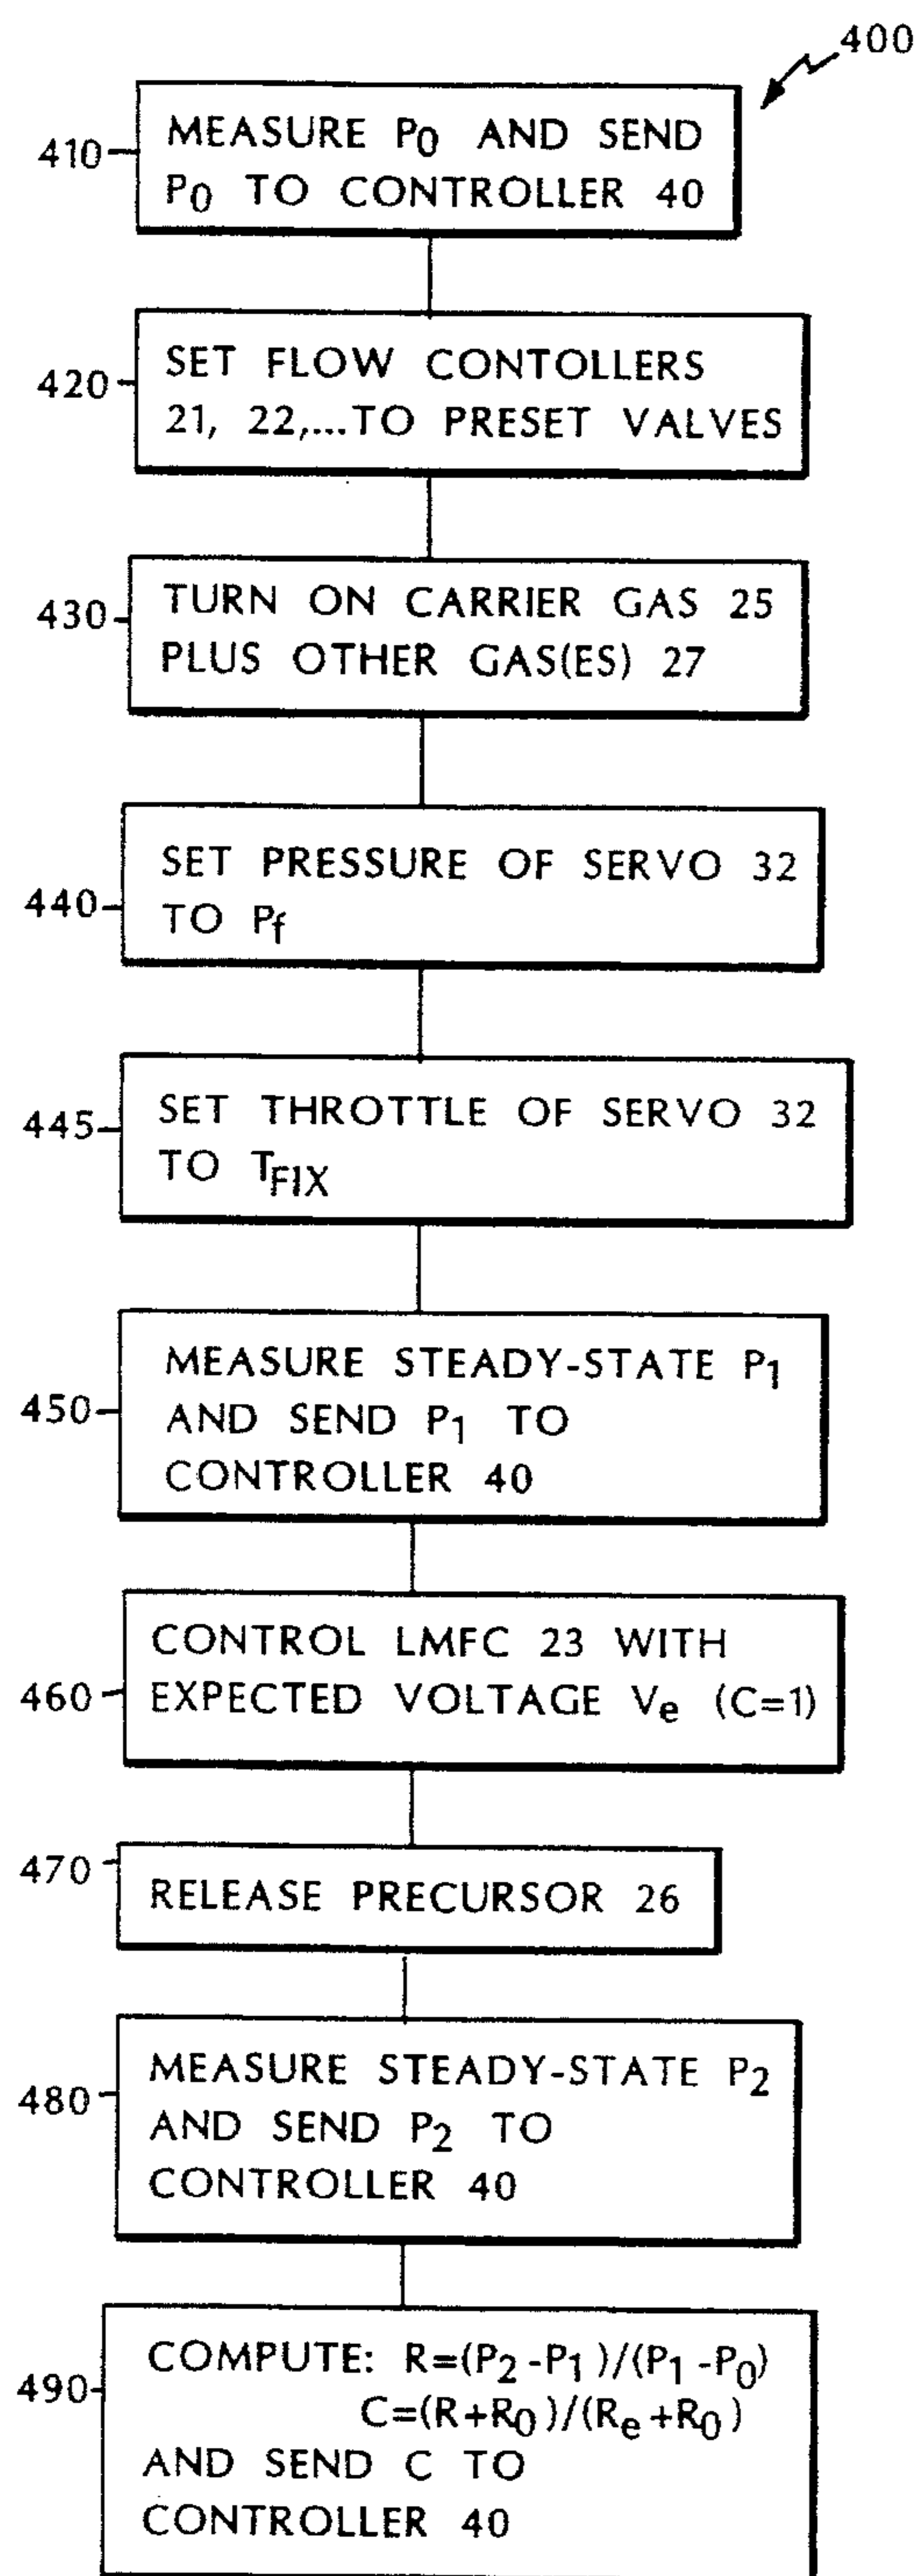 400
410
MEASURE P0 AND SEND
P0 TO CONTROLLER 40
420
SET FLOW CONTOLLERS
21, 22,...TO PRESET VALVES
430
TURN ON CARRIER GAS 25
PLUS OTHER GAS(ES) 27
440
SET PRESSURE OF SERVO 32
TO Pf
445
SET THROTTLE OF SERVO 32
TO TFIX
450
MEASURE STEADY-STATE P1
AND SEND P1 TO
CONTROLLER 40
460
CONTROL LMFC 23 WITH
EXPECTED VOLTAGE Ve (C=1)
470
RELEASE PRECURSOR 26
480
MEASURE STEADY-STATE P2
AND SEND P2 TO
CONTROLLER 40
490
COMPUTE: R=(P2-P1)/(P1-P0)
C=(R+R0)/(Re+R0)
AND SEND C TO
CONTROLLER 40